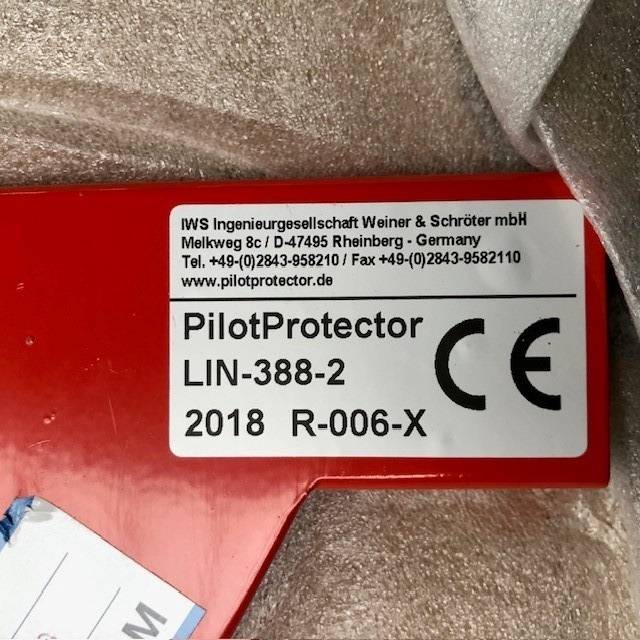 IWS Ingenieurgesellschaft Weiner & Schröter mbH
Melkweg 8c / D-47495 Rheinberg - Germany
Tel. +49-(0)2843-958210 / Fax +49-(0)2843-9582110
www.pilotprotector.de
PilotProtector
LIN-388-2
2018 R-006-X
CE
M